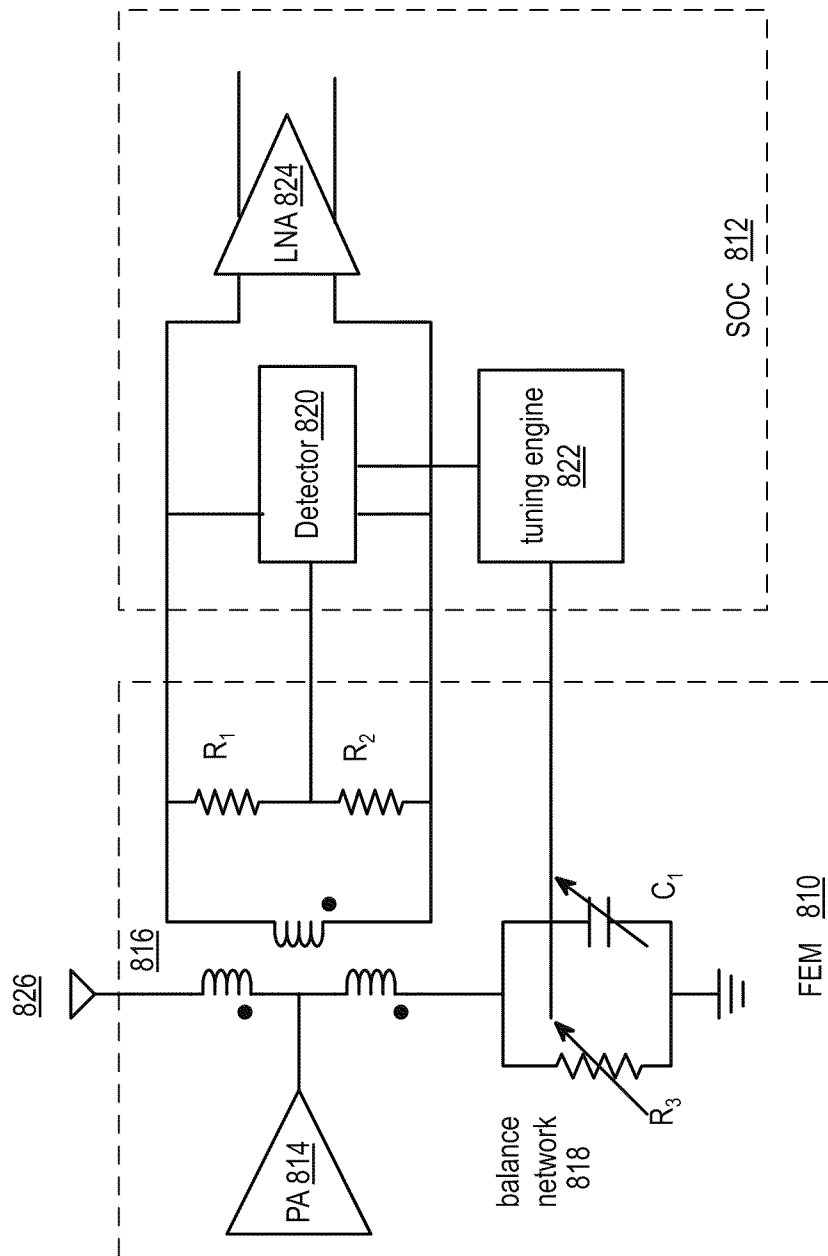 826
816
PA 814
R1
R2
Detector 820
LNA 824
tuning engine
822
balance
network
818
R3
C1
FEM 810
SOC 812